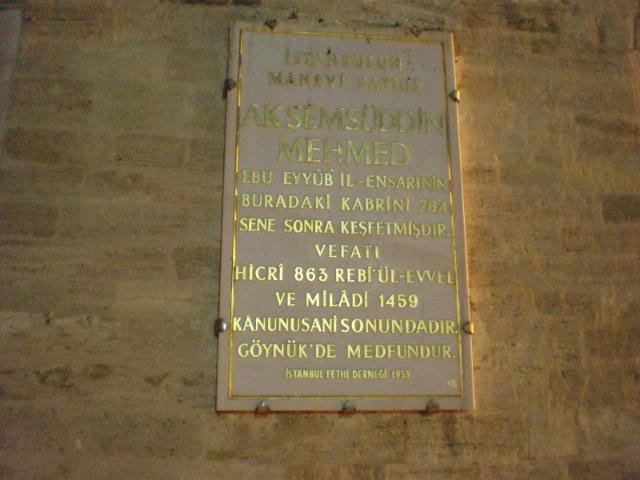 İSTANBULUN
MANEVİ FATİHİ
AKŞEMSÜDDİN
MEHMED
EBU EYYÛB İL-ENSARİNİN
BURADAKİ KABRİNİ 784
SENE SONRA KEŞFETMİŞDİR.
VEFATI
HİCRÎ 863 REBİ'ÜL-EVVEL
VE MİLÂDİ 1459
KÂNUNUSANİ SONUNDADIR.
GÖYNÜK'DE MEDFUNDUR.
İSTANBUL FETHİ DERNEĞİ 1953